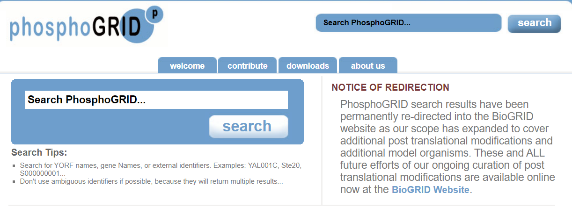 phosphoGRID P
Search PhosphoGRID...
search
welcome contribute downloads about us
Search PhosphoGRID...
search
Search Tips:
Search for YORF names, gene Names, or external identifiers. Examples: YAL001C, Ste20,
S000000001...
Don't use ambiguous identifiers if possible, because they will return multiple results...
NOTICE OF REDIRECTION
PhosphoGRID search results have been
permanently re-directed into the BioGRID
website as our scope has expanded to cover
additional post translational modifications and
additional model organisms. These and ALL
future efforts of our ongoing curation of post
translational modifications are available online
now at the BioGRID Website.